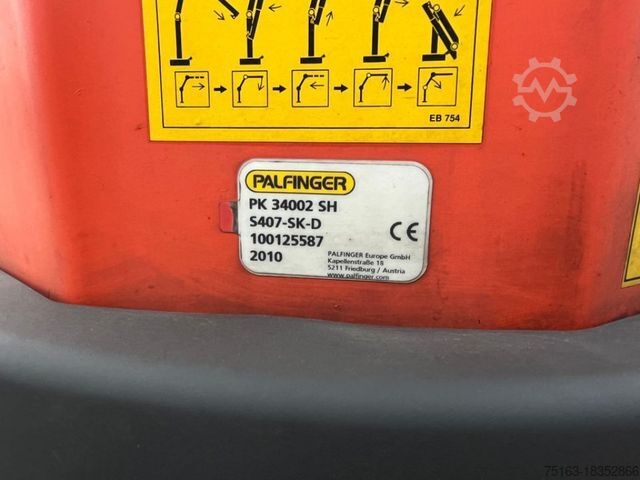 EB 754
PALFINGER
PK 34002 SH
S407-SK-D
100125587
2010
CE
PALFINGER Europe GmbH
Kapellenstraße 18
5211 Friedburg / Austria
www.palfinger.com
75163-18352866